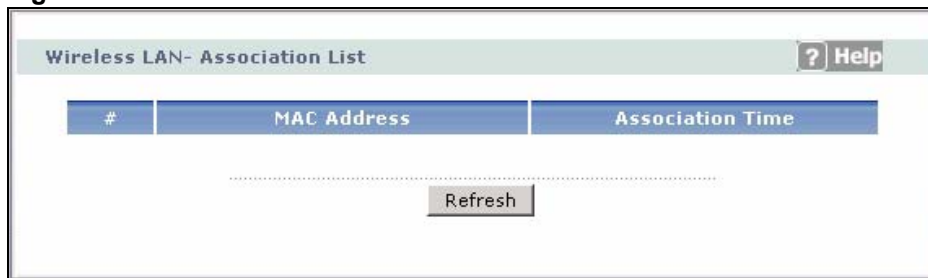 Wireless LAN- Association List
? Help
# MAC Address Association Time
Refresh